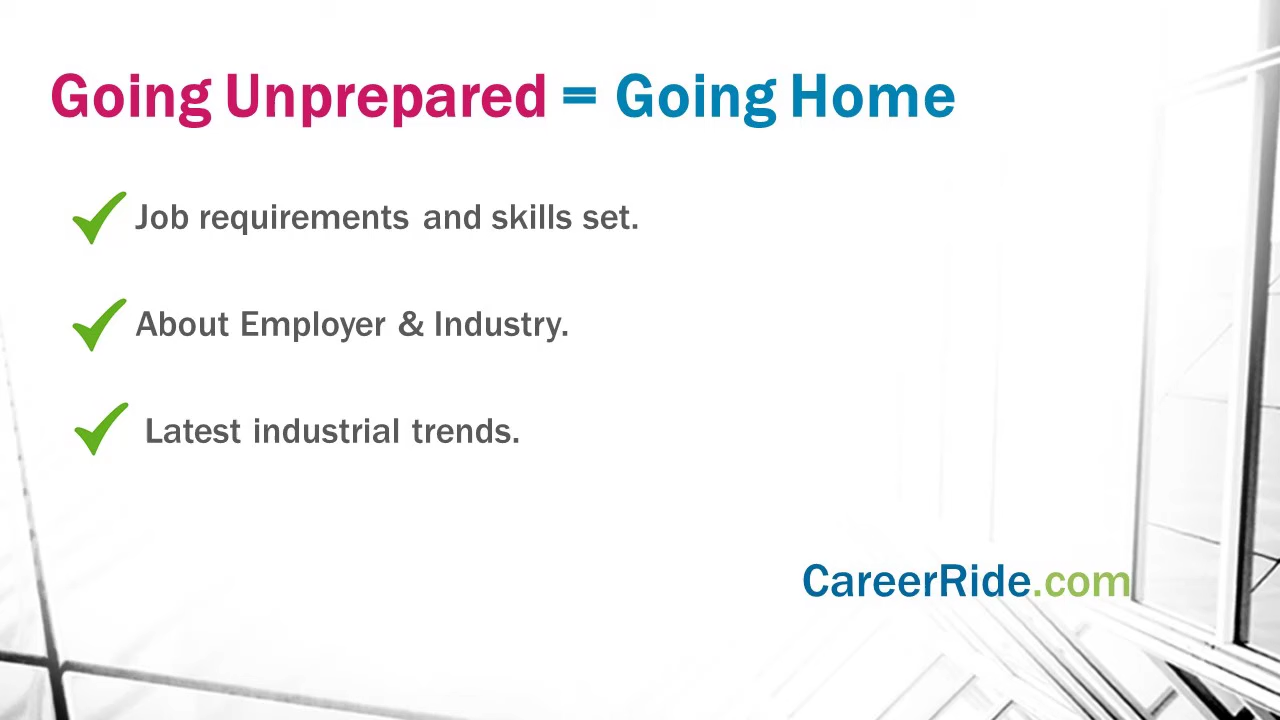 Going Unprepared = Going Home
Job requirements and skills set.
About Employer & Industry.
Latest industrial trends.
CareerRide.com